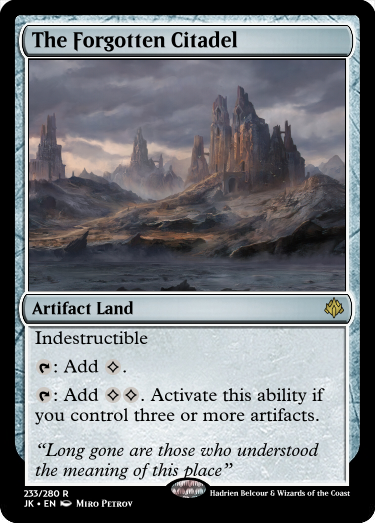 The Forgotten Citadel
Artifact Land
Indestructible
: Add .
: Add . Activate this ability if
you control three or more artifacts.
“Long gone are those who understood
the meaning of this place”
233/280 R
JK • EN Miro Petrov
Hadrien Belcour & Wizards of the Coast